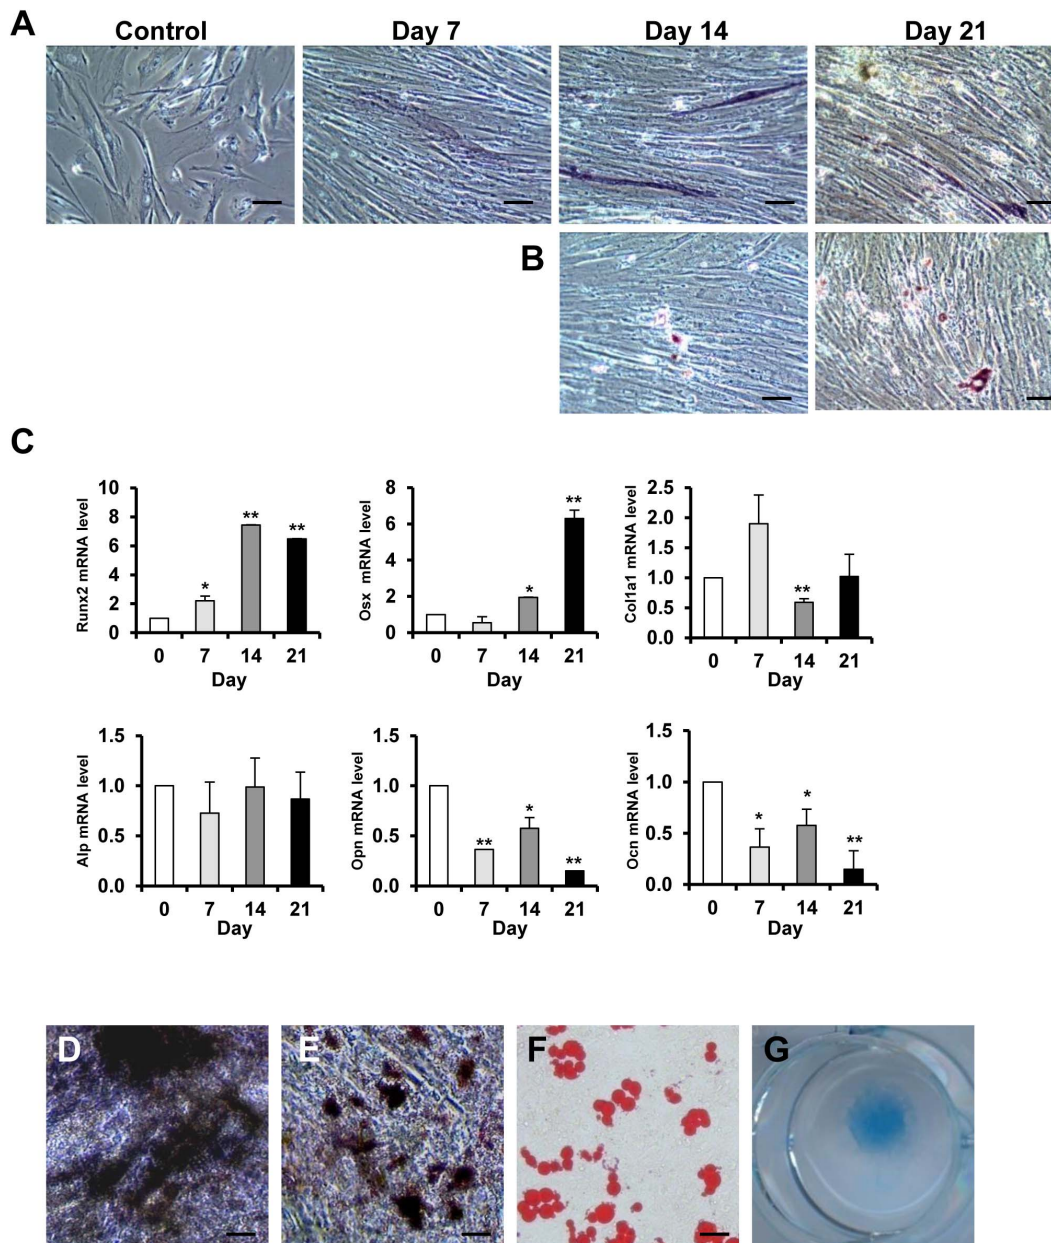 A
Control
Day 7
Day 14
Day 21
B
C
Runx2 mRNA level
10
8
6
4
2
0
*
**
**
0 7 14 21
Day
Osx mRNA level
8
6
4
2
0
*
**
0 7 14 21
Day
Col1a1 mRNA level
2.5
2.0
1.5
1.0
0.5
0.0
**
0 7 14 21
Day
Alp mRNA level
1.5
1.0
0.5
0.0
0 7 14 21
Day
Opn mRNA level
1.5
1.0
0.5
0.0
**
*
**
0 7 14 21
Day
Ocn mRNA level
1.5
1.0
0.5
0.0
*
*
**
0 7 14 21
Day
D
E
F
G